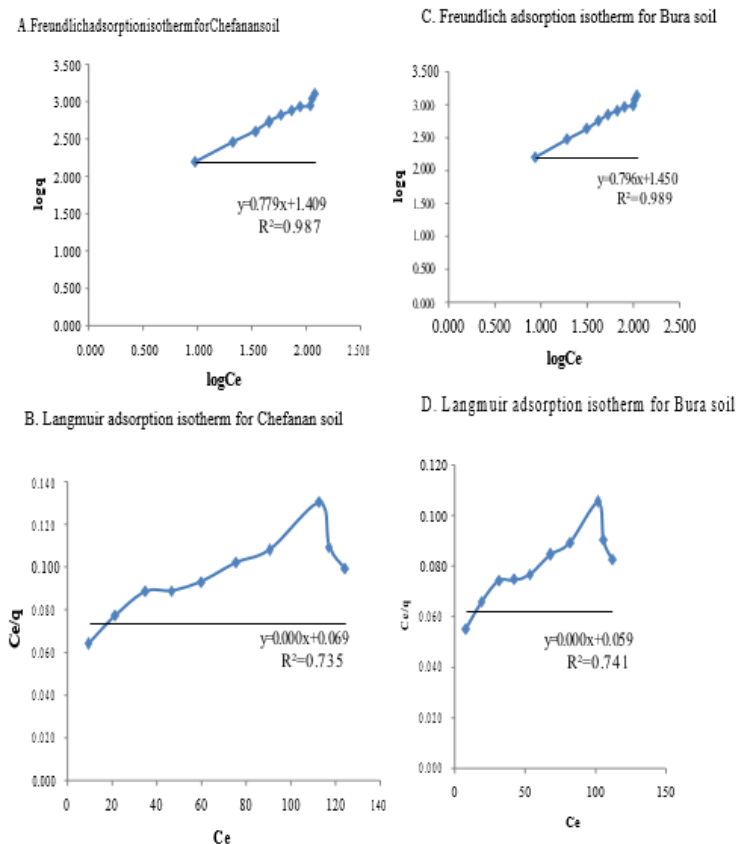 A.FreundlichadsorptionisothermforChefanansoil
3.500
3.000
2.500
2.000
1.500
1.000
0.500
0.000
logq
y=0.779x+1.409
R²=0.987
0.000 1.000 1.500 2.000 2.500
logCe
C. Freundlich adsorption isotherm for Bura soil
3.500
3.000
2.500
2.000
1.500
1.000
0.500
0.000
logq
y=0.796x+1.450
R²=0.989
0.000 0.500 1.000 1.500 2.000 2.500
logCe
B. Langmuir adsorption isotherm for Chefanan soil
0.140
0.120
0.100
0.080
0.060
0.040
0.020
0.000
Ce/q
y=0.000x+0.069
R²=0.735
0 20 40 60 80 100 120 140
Ce
D. Langmuir adsorption isotherm for Bura soil
0.120
0.100
0.080
0.060
0.040
0.020
0.000
Ce/q
y=0.000x+0.059
R²=0.741
0 50 100 150
Ce